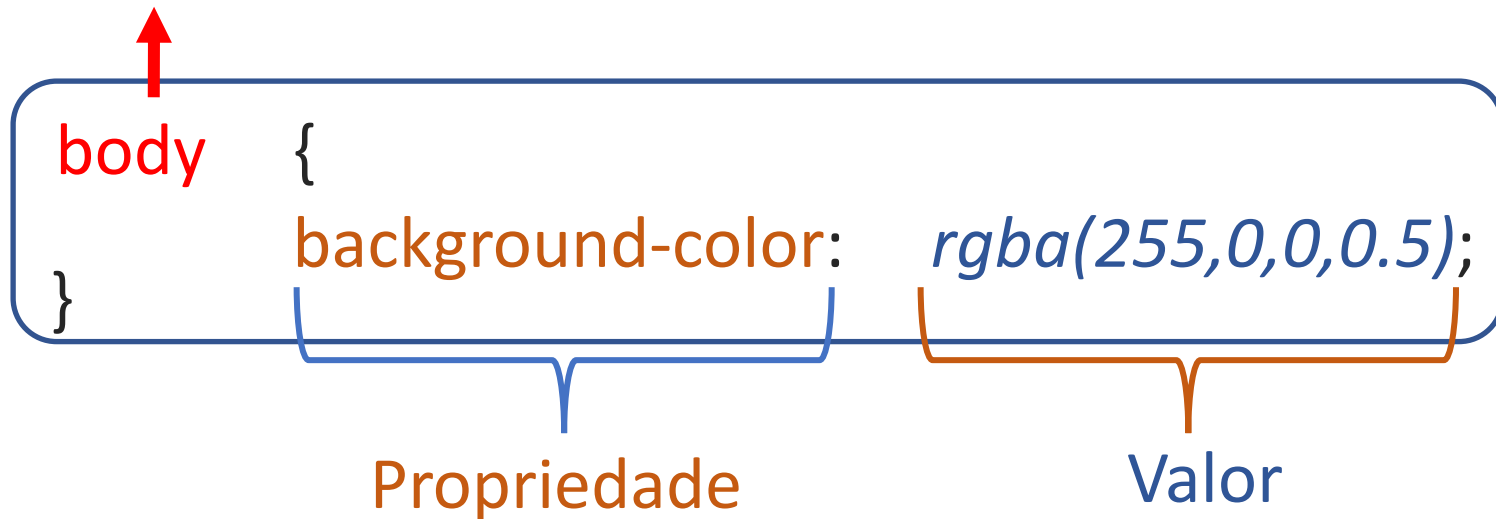 body {
background-color: rgba(255,0,0,0.5);
}
Propriedade Valor